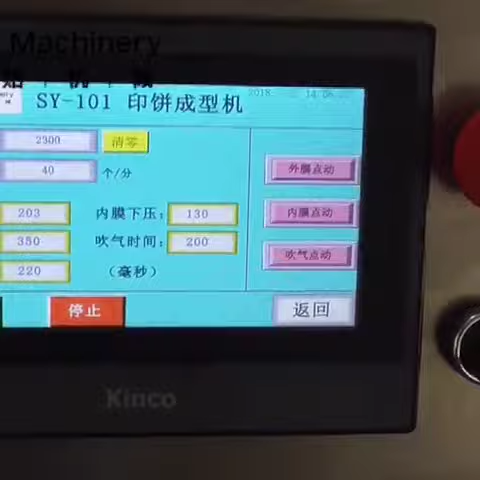 Machinery
机 械
SY-101 印饼成型机
2018
2300 清零
40 个/分
外膜点动
203 内膜下压: 130
内膜点动
350 吹气时间: 200
吹气点动
220 (毫秒)
停止 返回
Kinco